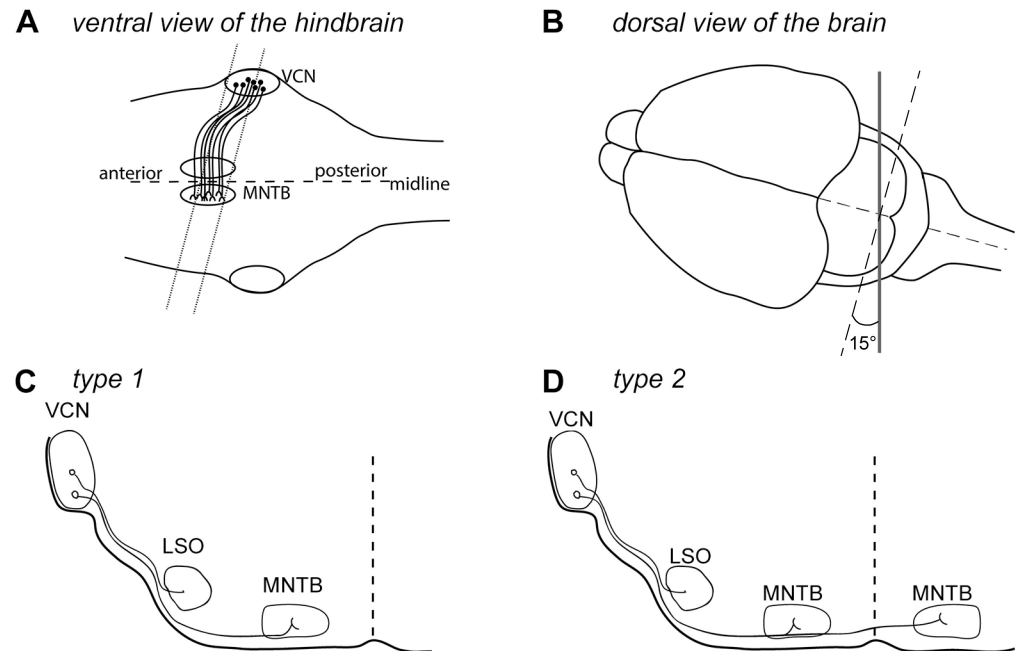 A ventral view of the hindbrain
VCN
anterior
posterior
midline
MNTB
B dorsal view of the brain
15°
C type 1
VCN
LSO
MNTB
D type 2
VCN
LSO
MNTB
MNTB